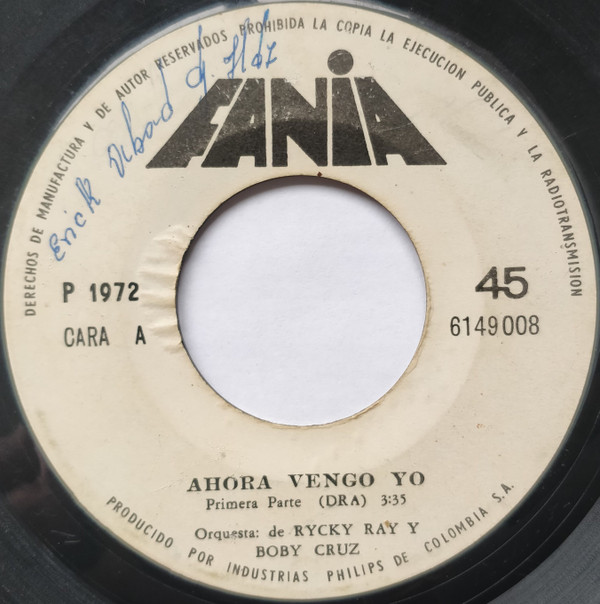 DERECHOS DE MANUFACTURA Y DE AUTOR RESERVADOS PROHIBIDA LA COPIA LA EJECUCION PUBLICA Y LA RADIOTRANSMISION
FANIA
Erick
P 1972
45
CARA A
6149008
AHORA VENGO YO
Primera Parte (DRA) 3:35
Orquesta: de RYCKY RAY Y
BOBY CRUZ
PRODUCIDO POR INDUSTRIAS PHILIPS DE COLOMBIA S.A.